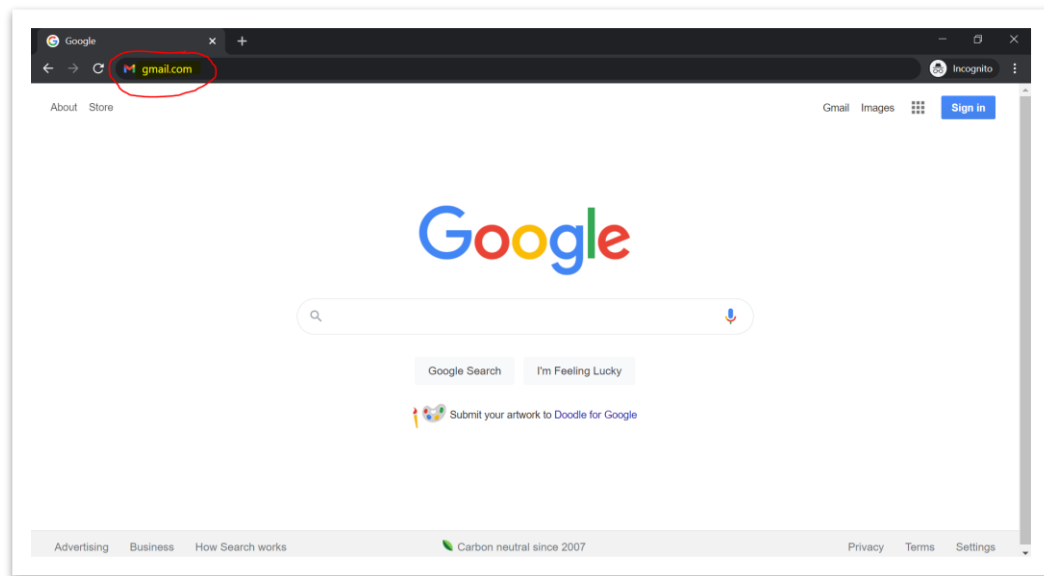 Google
gmail.com
Incognito
About Store
Gmail Images
Sign in
Google
Google Search I'm Feeling Lucky
Submit your artwork to Doodle for Google
Advertising Business How Search works
Carbon neutral since 2007
Privacy Terms Settings